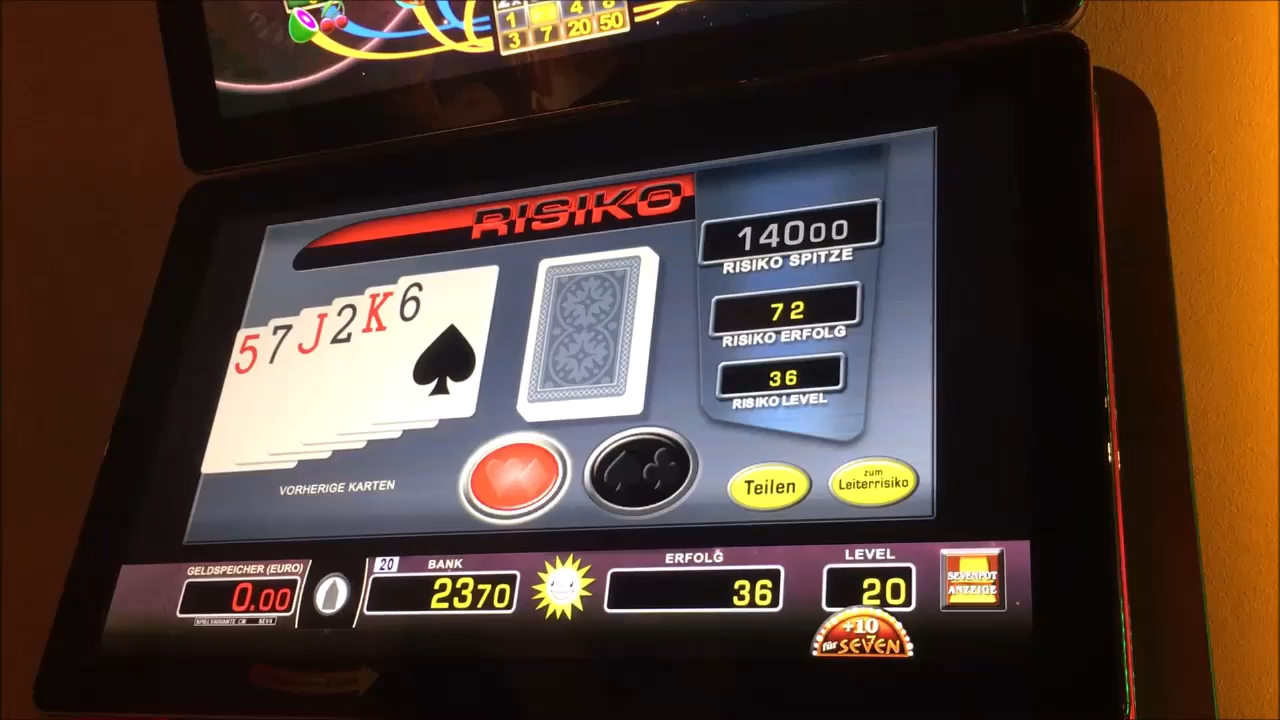 1 4
3 7 20 50
RISIKO
14000
RISIKO SPITZE
5 7 J 2 K 6
72
RISIKO ERFOLG
36
RISIKO LEVEL
VORHERIGE KARTEN
Teilen
zum
Leiterrisiko
GELDSPEICHER (EURO)
0.00
SPIELVARIANTE
20
BANK
2370
ERFOLG
36
LEVEL
20
SEVENPOT
ANZEIGE
+10
für SEVEN